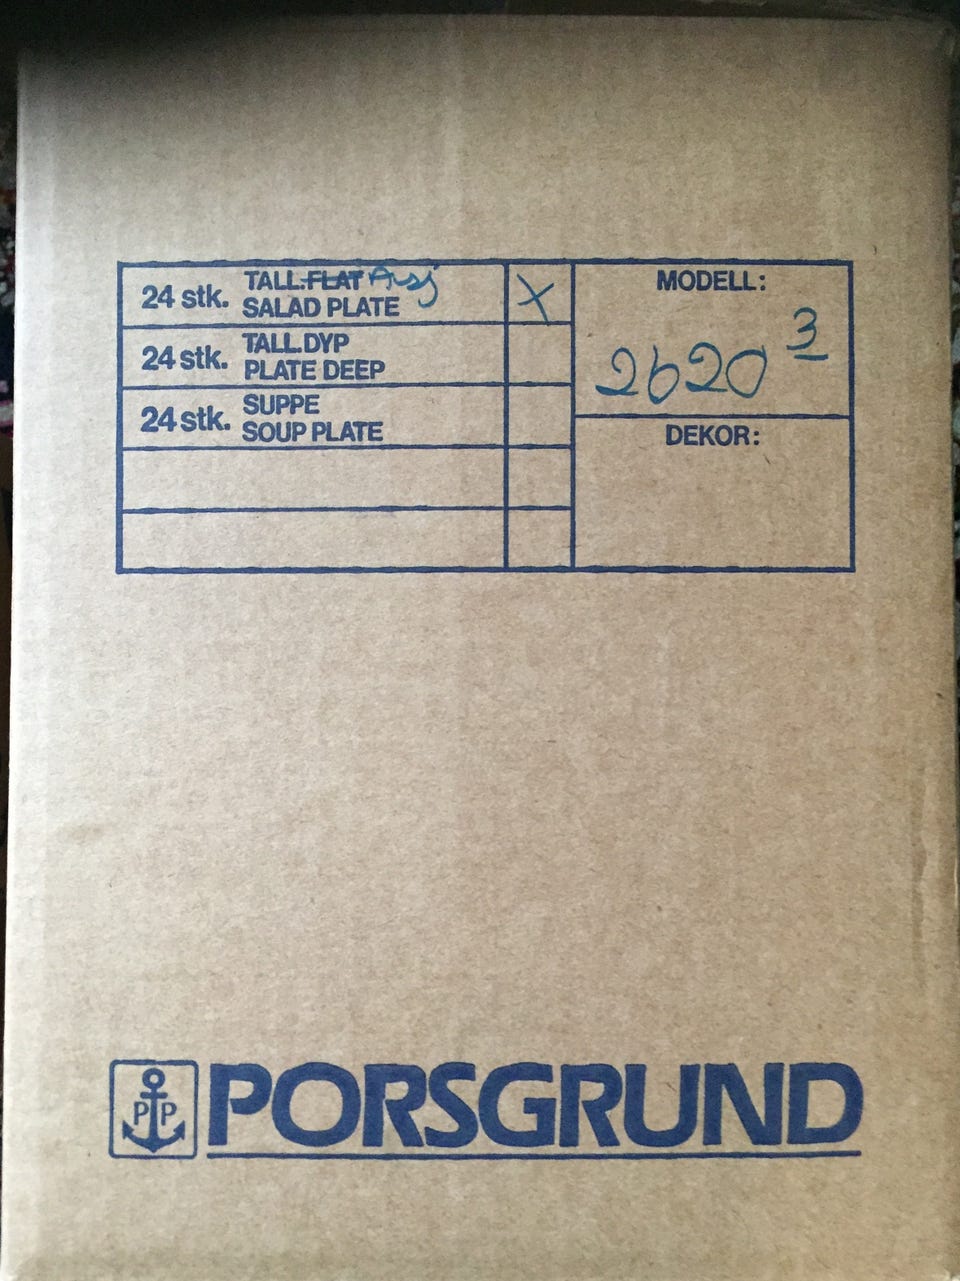 24 stk. TALL.FLAT Asj
SALAD PLATE X
24 stk. TALL.DYP
PLATE DEEP
24 stk. SUPPE
SOUP PLATE
MODELL:
2620 3
DEKOR:
PP PORSGRUND